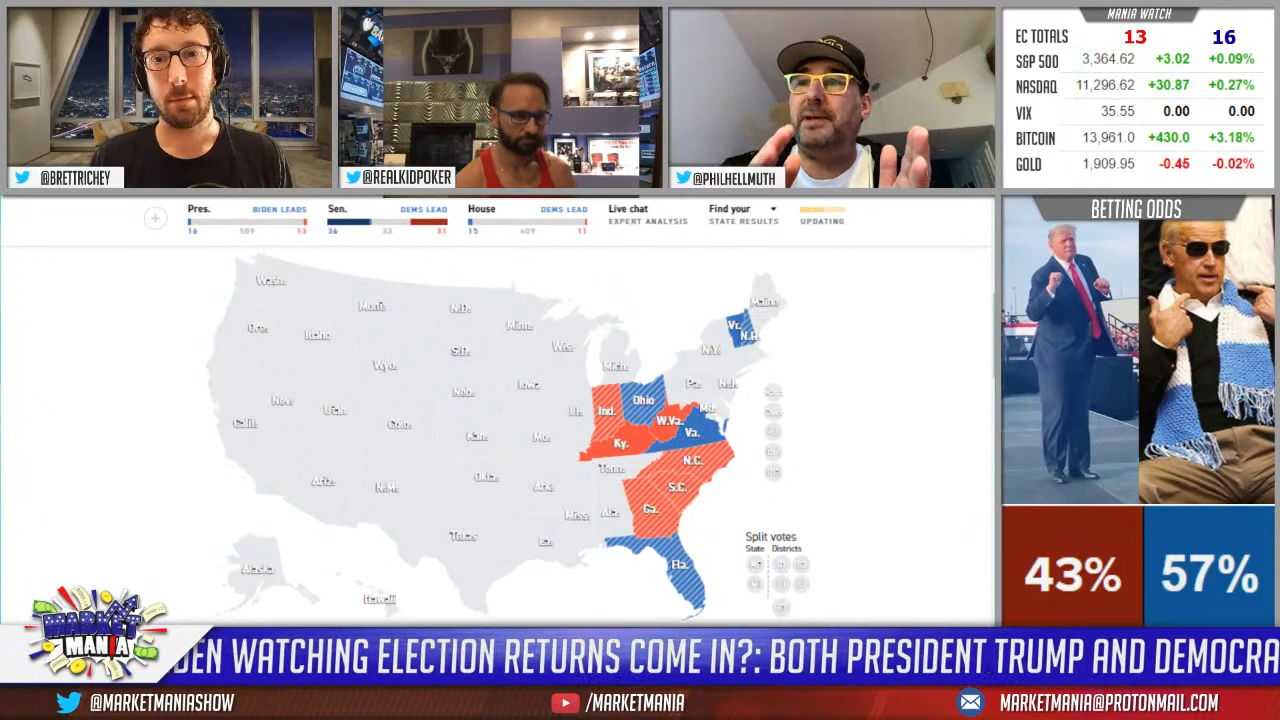 @BRETTRICHEY
@REALKIDPOKER
@PHILHELLMUTH
MANIA WATCH
EC TOTALS 13 16
S&P 500 3,364.62 +3.02 +0.09%
NASDAQ 11,296.62 +30.87 +0.27%
VIX 35.55 0.00 0.00
BITCOIN 13,961.0 +430.0 +3.18%
GOLD 1,909.95 -0.45 -0.02%
Pres. BIDEN LEADS
16 509 13
Sen. DEMS LEAD
36 33 31
House DEMS LEAD
15 409 11
Live chat
EXPERT ANALYSIS
Find your
STATE RESULTS
UPDATING
BETTING ODDS
43% 57%
Wash.
Mont.
N.D.
Minn.
Maine
Ore.
Idaho
Wis.
Vt.
N.H.
S.D.
N.Y.
Wyo.
Mich.
Iowa
Pa.
N.J.
Neb.
Nev.
Utah
Ill.
Ind.
Ohio
Md.
Calif.
Colo.
Kan.
Mo.
W.Va.
Va.
Ky.
Tenn.
N.C.
Ariz.
N.M.
Okla.
Ark.
S.C.
Miss.
Ala.
Ga.
Texas
La.
Fla.
Alaska
Hawaii
Split votes
State Districts
MARKET
MANIA
DEN WATCHING ELECTION RETURNS COME IN?: BOTH PRESIDENT TRUMP AND DEMOCRA
@MARKETMANIASHOW
/MARKETMANIA
MARKETMANIA@PROTONMAIL.COM